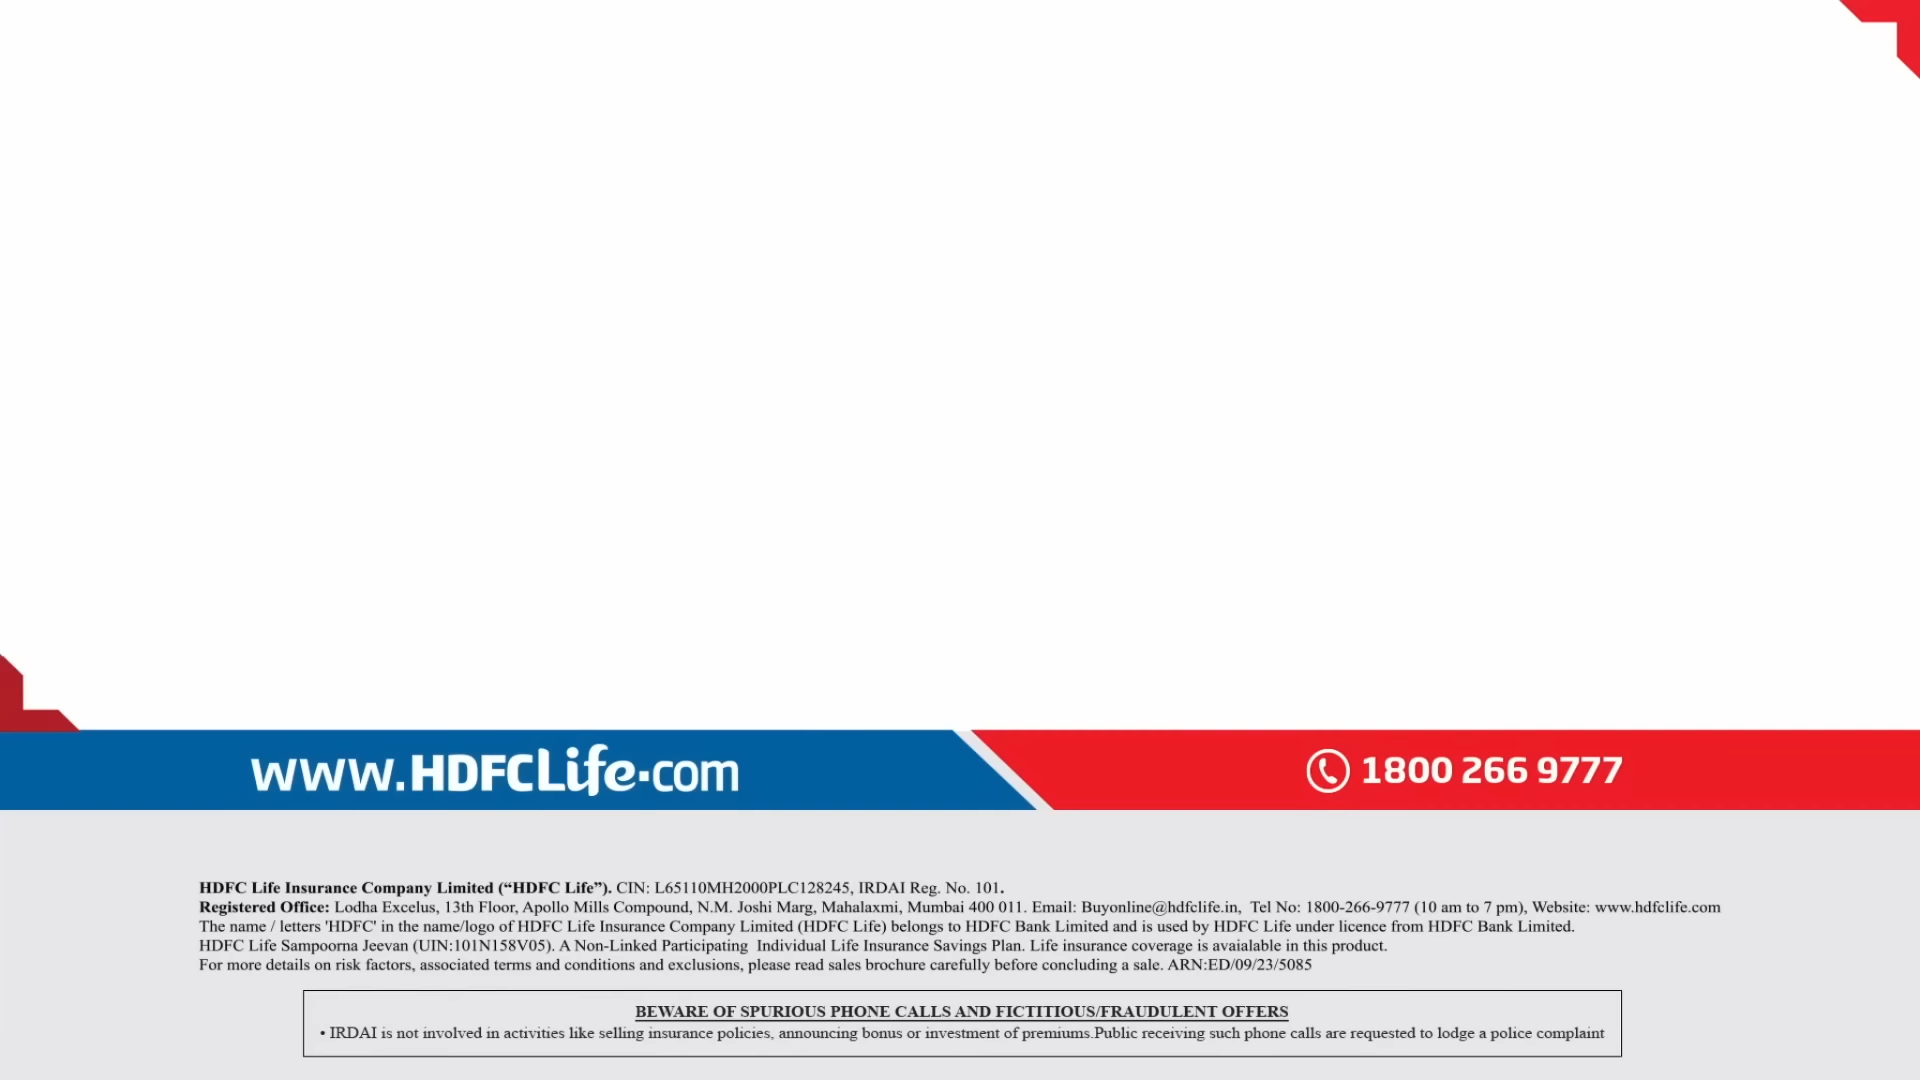 www.HDFCLife.com
1800 266 9777
HDFC Life Insurance Company Limited (“HDFC Life”). CIN: L65110MH2000PLC128245, IRDAI Reg. No. 101.
Registered Office: Lodha Excelus, 13th Floor, Apollo Mills Compound, N.M. Joshi Marg, Mahalaxmi, Mumbai 400 011. Email: Buyonline@hdfclife.in, Tel No: 1800-266-9777 (10 am to 7 pm), Website: www.hdfclife.com
The name / letters 'HDFC' in the name/logo of HDFC Life Insurance Company Limited (HDFC Life) belongs to HDFC Bank Limited and is used by HDFC Life under licence from HDFC Bank Limited.
HDFC Life Sampoorna Jeevan (UIN:101N158V05). A Non-Linked Participating Individual Life Insurance Savings Plan. Life insurance coverage is avaialable in this product.
For more details on risk factors, associated terms and conditions and exclusions, please read sales brochure carefully before concluding a sale. ARN:ED/09/23/5085
BEWARE OF SPURIOUS PHONE CALLS AND FICTITIOUS/FRAUDULENT OFFERS
• IRDAI is not involved in activities like selling insurance policies, announcing bonus or investment of premiums.Public receiving such phone calls are requested to lodge a police complaint